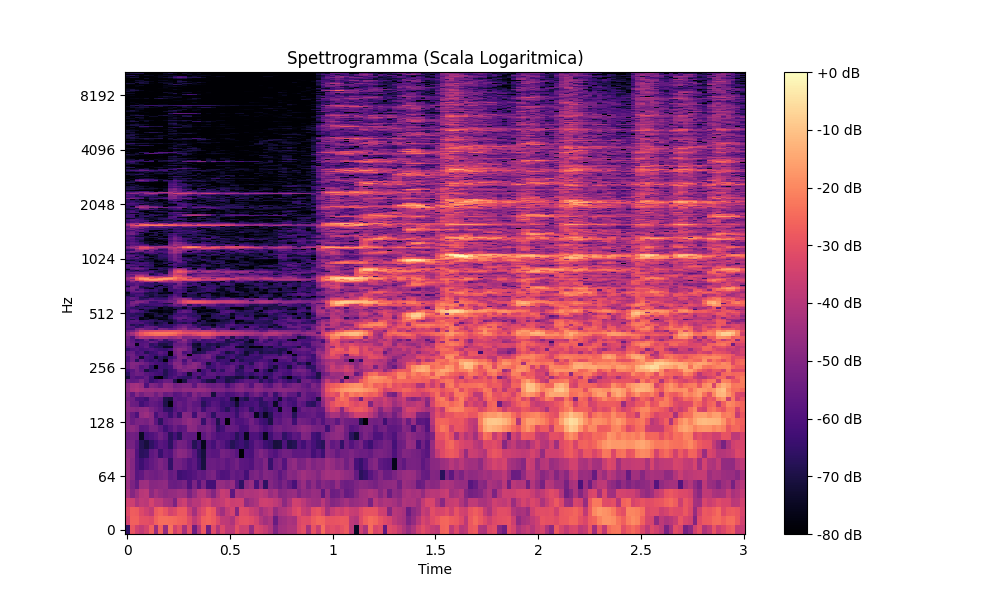 Spettrogramma (Scala Logaritmica)
8192
4096
2048
1024
512
256
128
64
0
Hz
0
0.5
1
1.5
2
2.5
3
Time
+0 dB
-10 dB
-20 dB
-30 dB
-40 dB
-50 dB
-60 dB
-70 dB
-80 dB